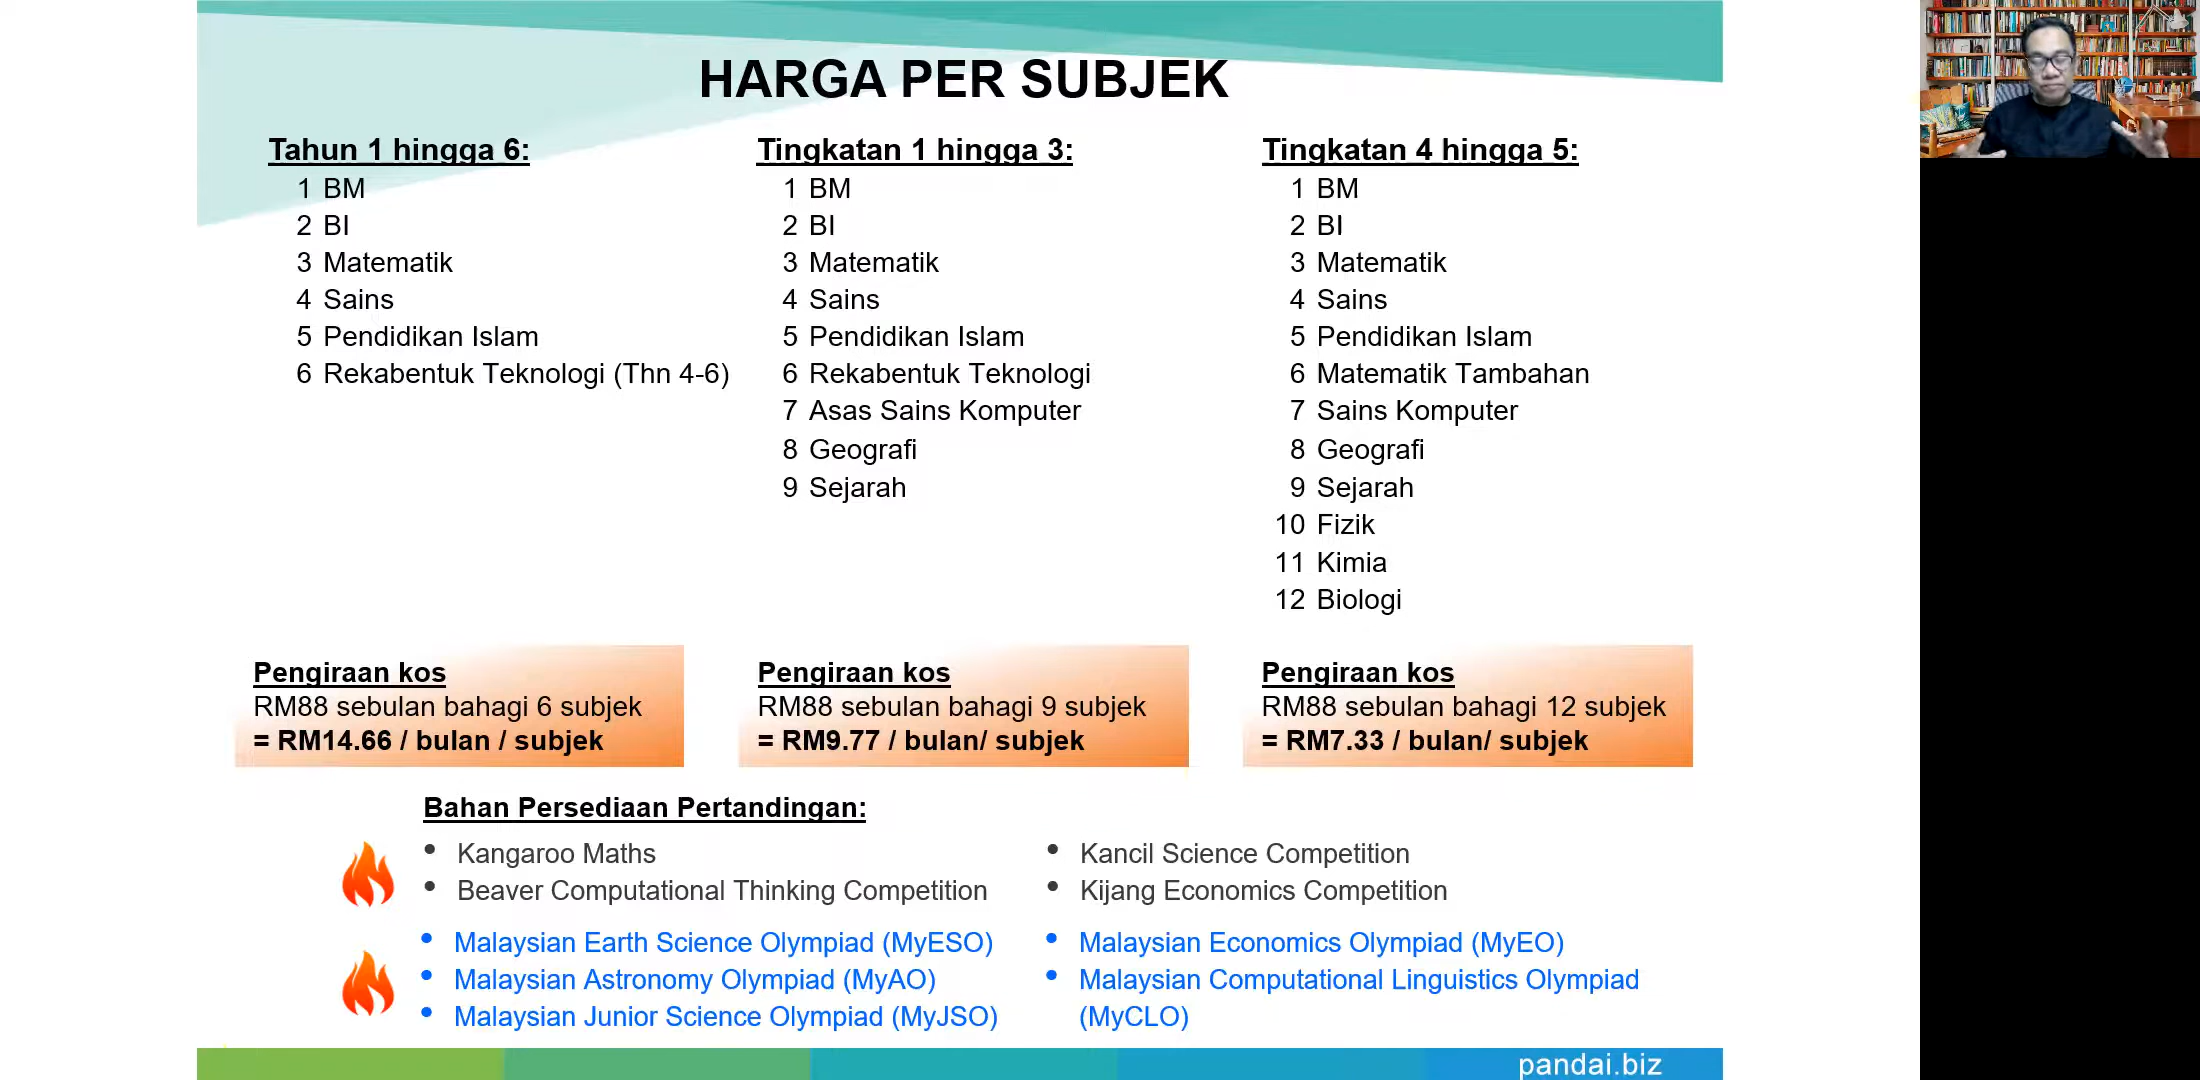 HARGA PER SUBJEK
Tahun 1 hingga 6:
1 BM
2 BI
3 Matematik
4 Sains
5 Pendidikan Islam
6 Rekabentuk Teknologi (Thn 4-6)
Tingkatan 1 hingga 3:
1 BM
2 BI
3 Matematik
4 Sains
5 Pendidikan Islam
6 Rekabentuk Teknologi
7 Asas Sains Komputer
8 Geografi
9 Sejarah
Tingkatan 4 hingga 5:
1 BM
2 BI
3 Matematik
4 Sains
5 Pendidikan Islam
6 Matematik Tambahan
7 Sains Komputer
8 Geografi
9 Sejarah
10 Fizik
11 Kimia
12 Biologi
Pengiraan kos
RM88 sebulan bahagi 6 subjek
= RM14.66 / bulan / subjek
Pengiraan kos
RM88 sebulan bahagi 9 subjek
= RM9.77 / bulan/ subjek
Pengiraan kos
RM88 sebulan bahagi 12 subjek
= RM7.33 / bulan/ subjek
Bahan Persediaan Pertandingan:
• Kangaroo Maths
• Beaver Computational Thinking Competition
• Malaysian Earth Science Olympiad (MyESO)
• Malaysian Astronomy Olympiad (MyAO)
• Malaysian Junior Science Olympiad (MyJSO)
• Kancil Science Competition
• Kijang Economics Competition
• Malaysian Economics Olympiad (MyEO)
• Malaysian Computational Linguistics Olympiad
(MyCLO)
pandai.biz